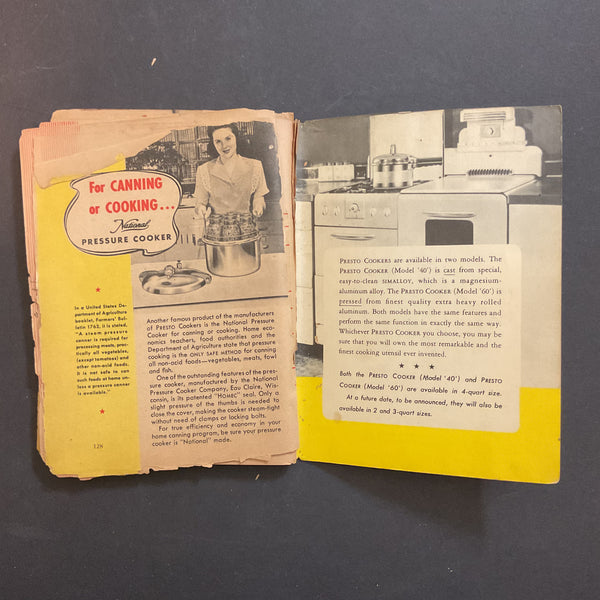 For CANNING
or COOKING...
National
PRESSURE COOKER
★
In a United States De-
partment of Agriculture
booklet, Farmers' Bul-
letin 1762, it is stated,
"A steam pressure
canner is required for
processing meats, prac-
tically all vegetables,
(except tomatoes) and
other non-acid foods.
It is not safe to can
such foods at home un-
less a pressure canner
is available."
★
Another famous product of the manufacturers
of PRESTO Cookers is the National Pressure
Cooker for canning or cooking. Home eco-
nomics teachers, food authorities and the
Department of Agriculture state that pressure
cooking is the ONLY SAFE METHOD for canning
all non-acid foods—vegetables, meats, fowl
and fish.
One of the outstanding features of the pres-
sure cooker, manufactured by the National
Pressure Cooker Company, Eau Claire, Wis-
consin, is its patented "HOMEC" seal. Only a
slight pressure of the thumbs is needed to
close the cover, making the cooker steam-tight
without need of clamps or locking bolts.
For true efficiency and economy in your
home canning program, be sure your pressure
cooker is "National" made.
128
PRESTO COOKERS are available in two models. The
PRESTO COOKER (Model '40') is cast from special,
easy-to-clean SIMALLOY, which is a magnesium-
aluminum alloy. The PRESTO COOKER (Model '60') is
pressed from finest quality extra heavy rolled
aluminum. Both models have the same features and
perform the same function in exactly the same way.
Whichever PRESTO COOKER you choose, you may be
sure that you will own the most remarkable and the
finest cooking utensil ever invented.
★ ★ ★
Both the PRESTO COOKER (Model '40') and PRESTO
COOKER (Model '60') are available in 4-quart size.
At a future date, to be announced, they will also be
available in 2 and 3-quart sizes.